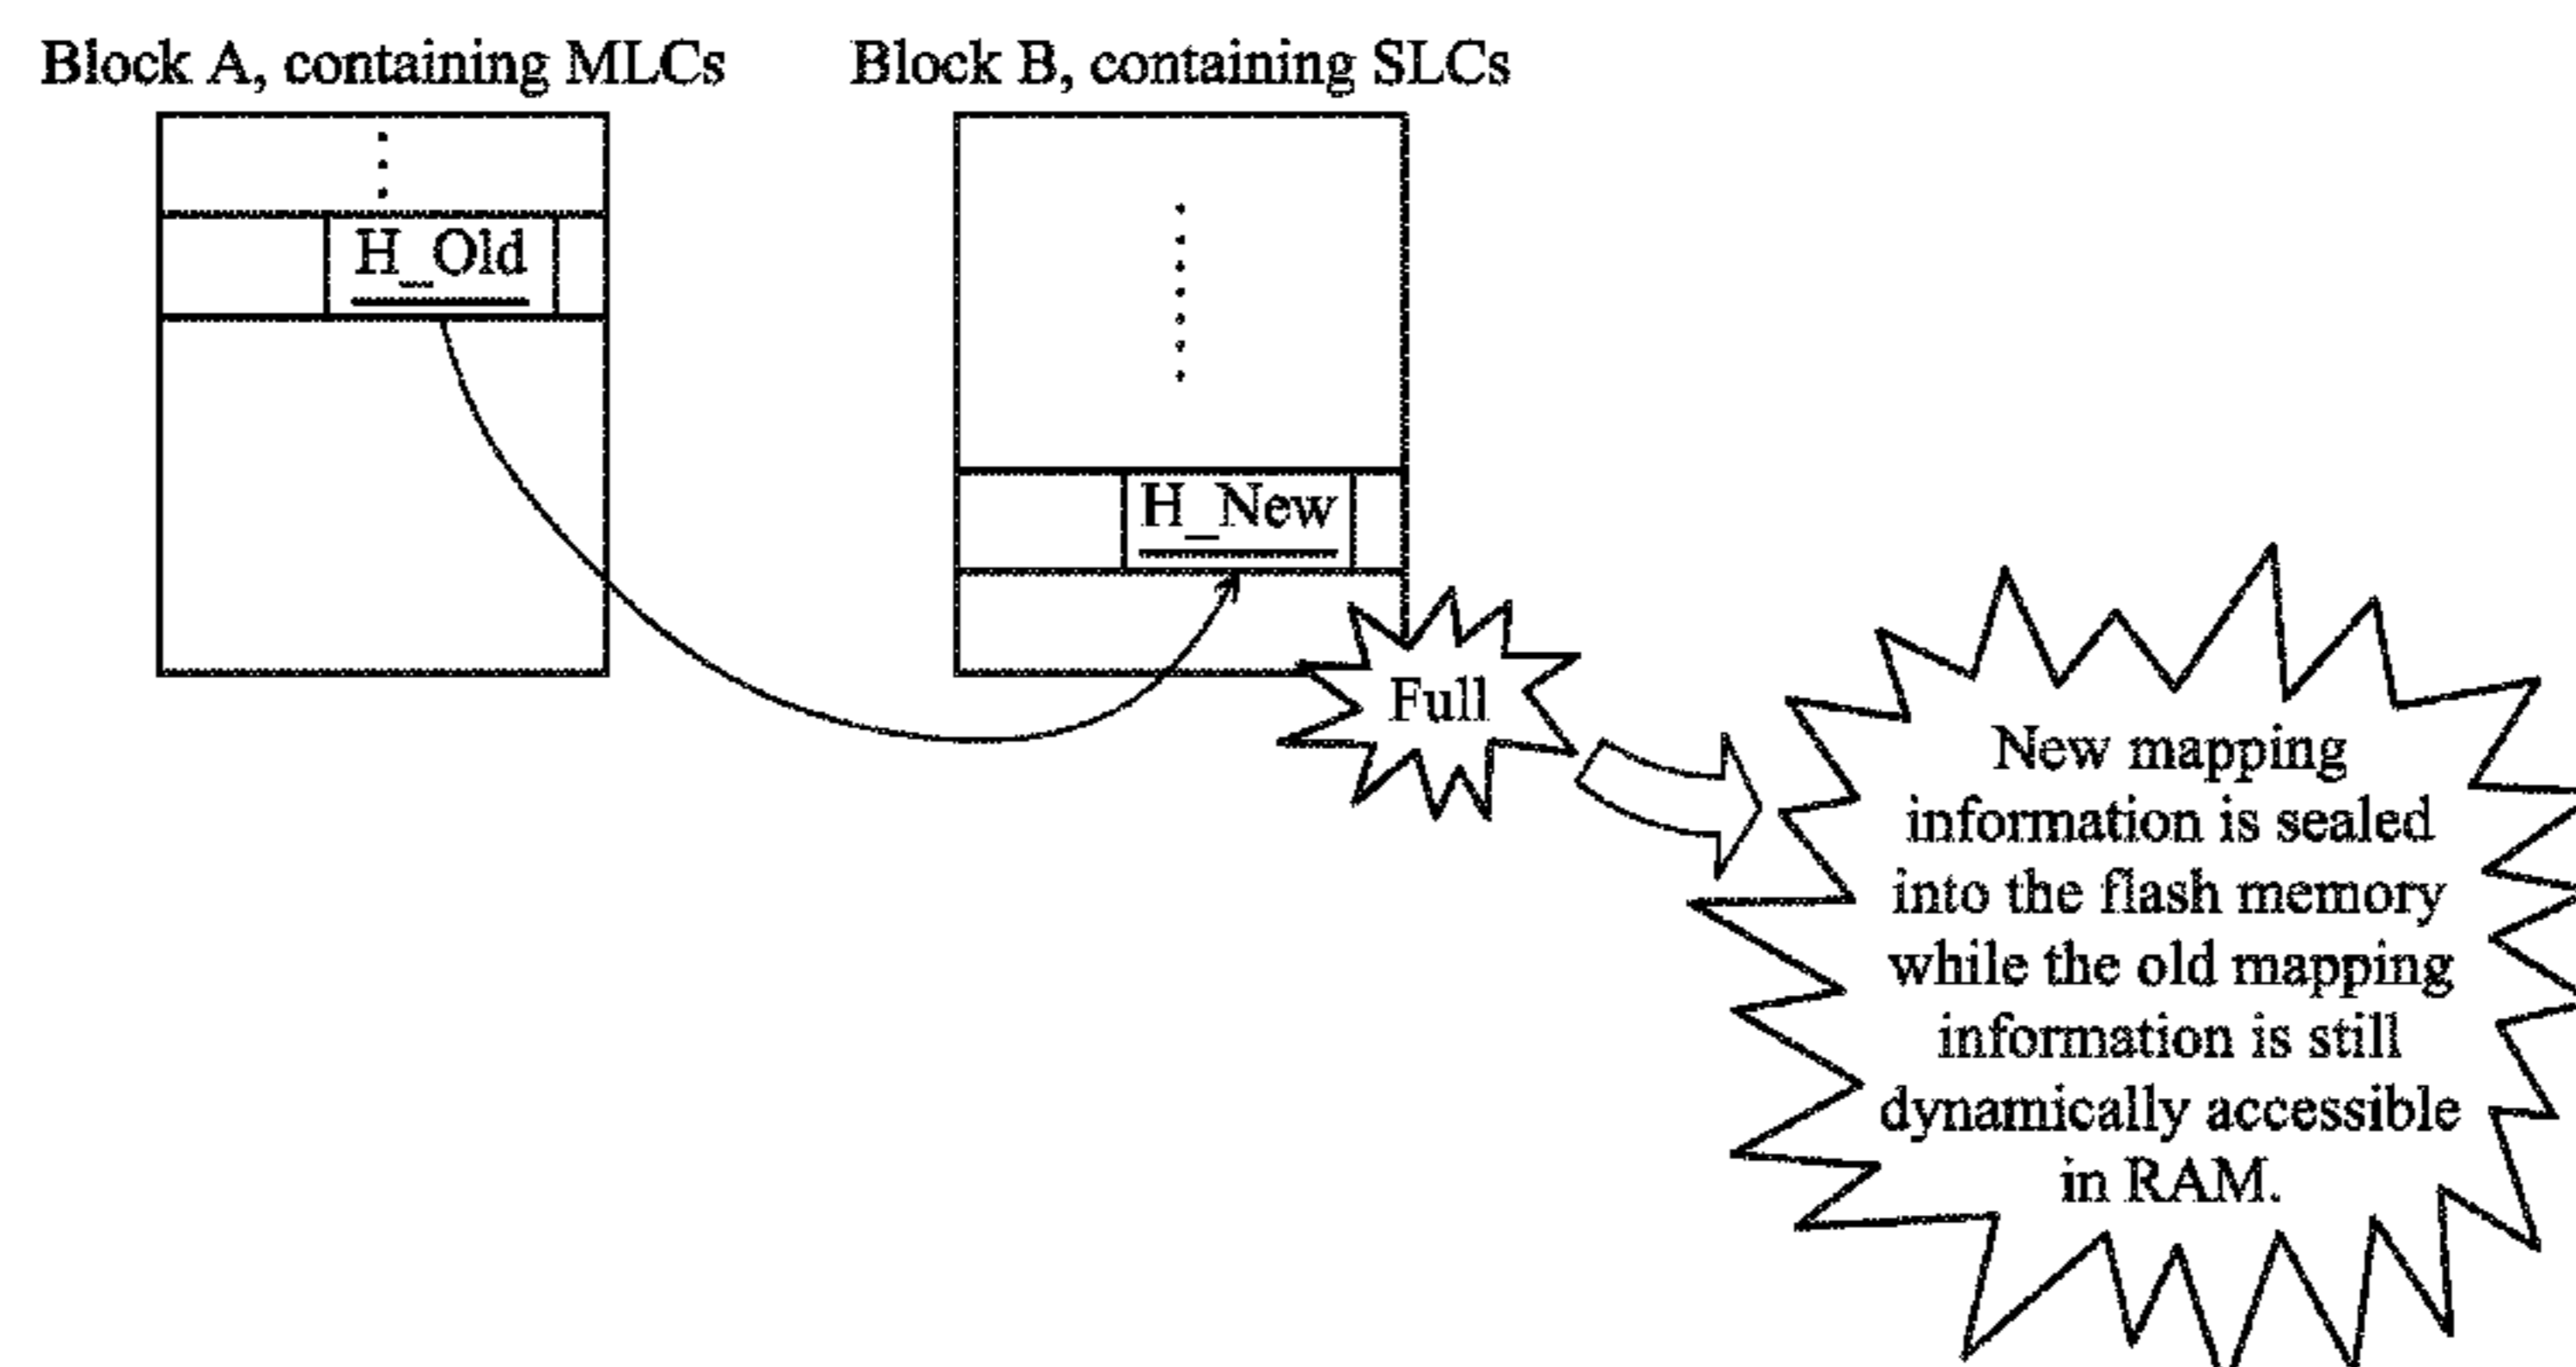 Block A, containing MLCs
Block B, containing SLCs
H_Old
H_New
Full
New mapping
information is sealed
into the flash memory
while the old mapping
information is still
dynamically accessible
in RAM.